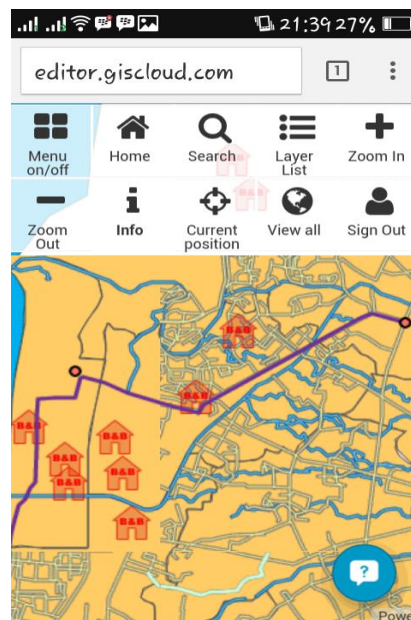 21:39 27%
editor.giscloud.com
1
Menu on/off
Home
Search
Layer List
Zoom In
Zoom Out
Info
Current position
View all
Sign Out
B&B
B&B
B&B
B&B
B&B
B&B
B&B
B&B
?
Powe